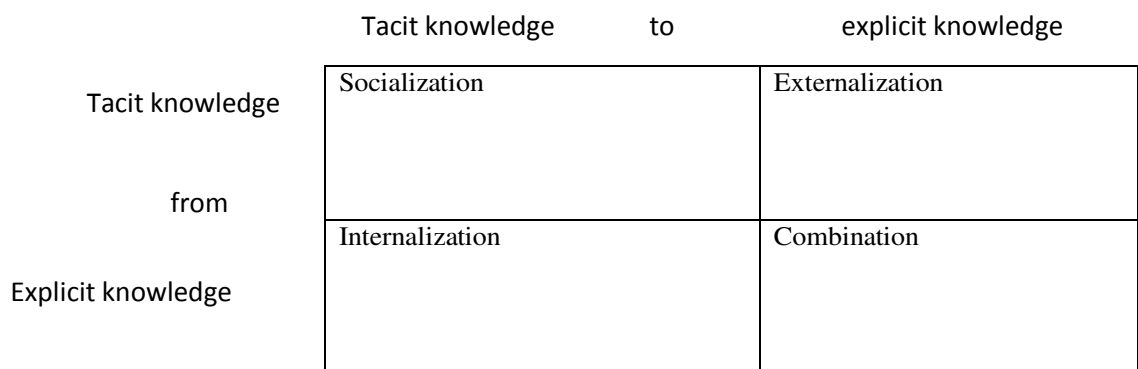 Tacit knowledge to explicit knowledge
Socialization Externalization
Tacit knowledge
from
Internalization Combination
Explicit knowledge